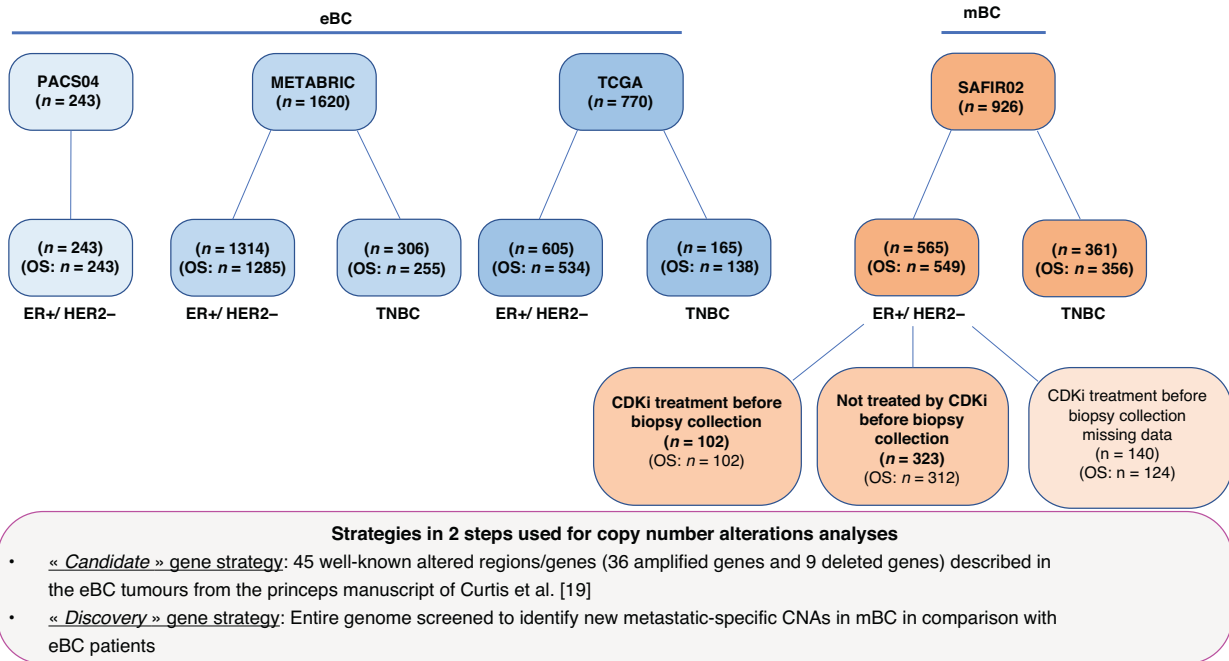 eBC
mBC
PACS04
(n = 243)
METABRIC
(n = 1620)
TCGA
(n = 770)
SAFIR02
(n = 926)
(n = 243)
(OS: n = 243)
(n = 1314)
(OS: n = 1285)
(n = 306)
(OS: n = 255)
(n = 605)
(OS: n = 534)
(n = 165)
(OS: n = 138)
(n = 565)
(OS: n = 549)
(n = 361)
(OS: n = 356)
ER+/ HER2–
ER+/ HER2–
TNBC
ER+/ HER2–
TNBC
ER+/ HER2–
TNBC
CDKi treatment before
biopsy collection
(n = 102)
(OS: n = 102)
Not treated by CDKi
before biopsy
collection
(n = 323)
(OS: n = 312)
CDKi treatment before
biopsy collection
missing data
(n = 140)
(OS: n = 124)
Strategies in 2 steps used for copy number alterations analyses
• « Candidate » gene strategy: 45 well-known altered regions/genes (36 amplified genes and 9 deleted genes) described in
the eBC tumours from the princeps manuscript of Curtis et al. [19]
• « Discovery » gene strategy: Entire genome screened to identify new metastatic-specific CNAs in mBC in comparison with
eBC patients